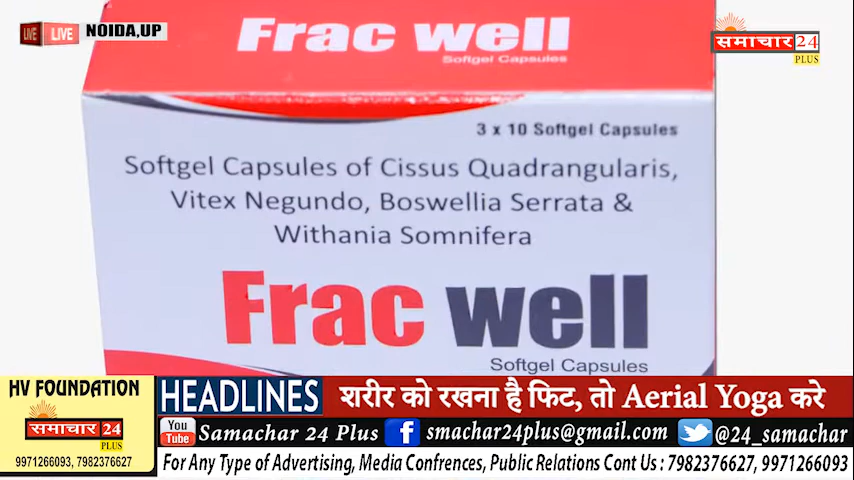 LIVE LIVE NOIDA,UP
समाचार 24
PLUS
Frac well
Softgel Capsules
3 x 10 Softgel Capsules
Softgel Capsules of Cissus Quadrangularis,
Vitex Negundo, Boswellia Serrata &
Withania Somnifera
Frac well
Softgel Capsules
HV FOUNDATION
समाचार 24
PLUS
9971266093, 7982376627
HEADLINES शरीर को रखना है फिट, तो Aerial Yoga करे
You Tube Samachar 24 Plus f smachar24plus@gmail.com @24_samachar
For Any Type of Advertising, Media Confrences, Public Relations Cont Us : 7982376627, 9971266093